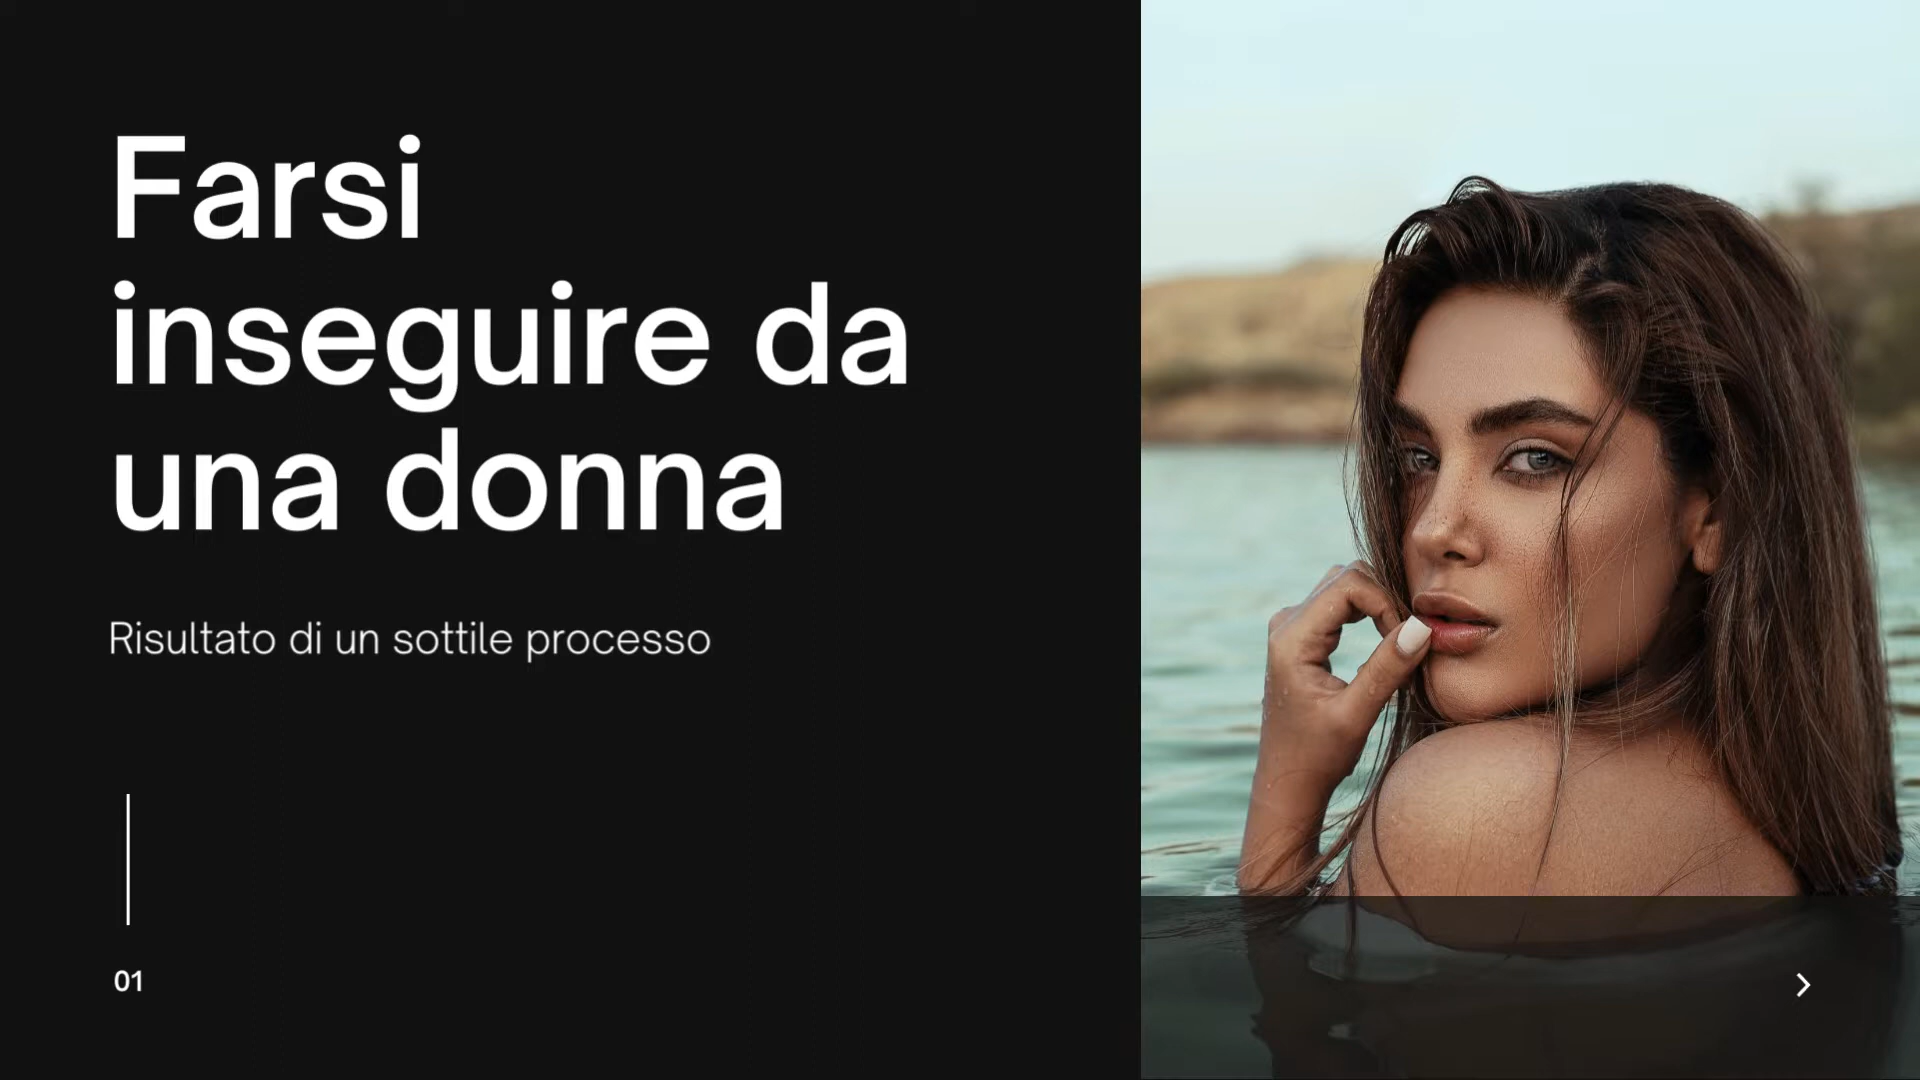 Farsi
inseguire da
una donna
Risultato di un sottile processo
01